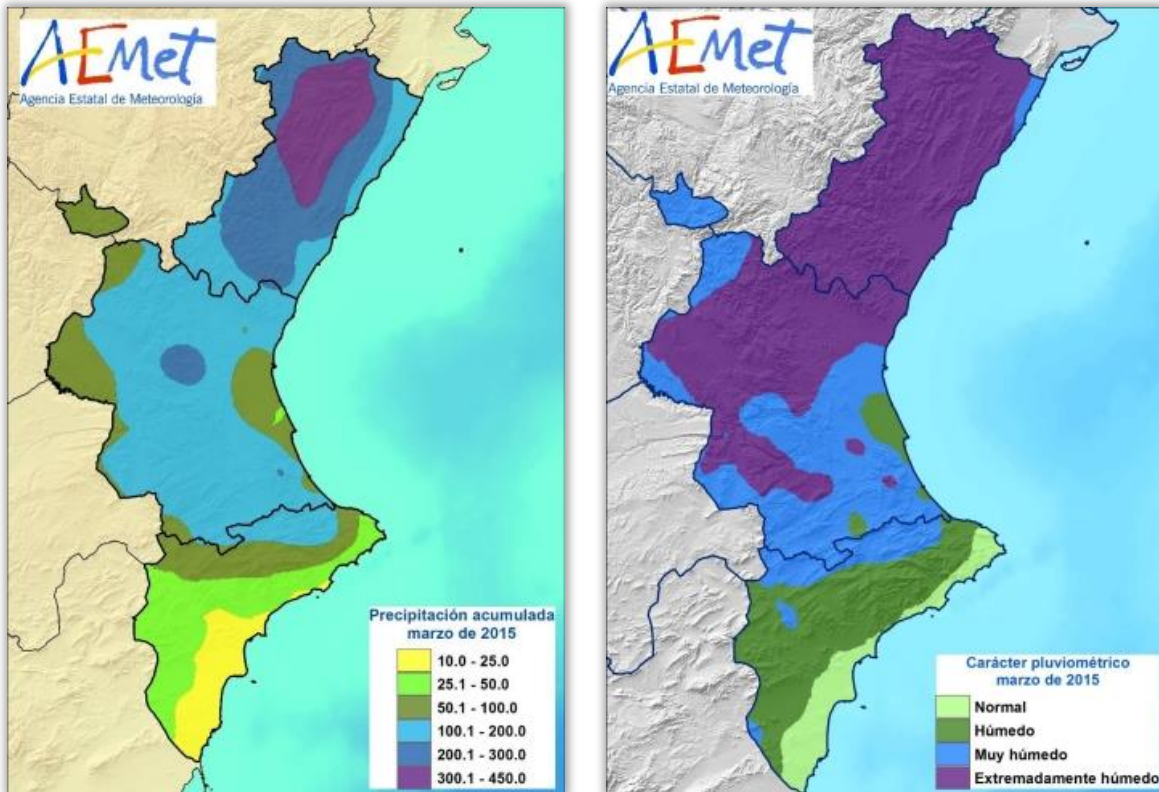 AEMet
Agencia Estatal de Meteorología
Precipitación acumulada
marzo de 2015
10.0 - 25.0
25.1 - 50.0
50.1 - 100.0
100.1 - 200.0
200.1 - 300.0
300.1 - 450.0
AEMet
Agencia Estatal de Meteorología
Carácter pluviométrico
marzo de 2015
Normal
Húmedo
Muy húmedo
Extremadamente húmedo